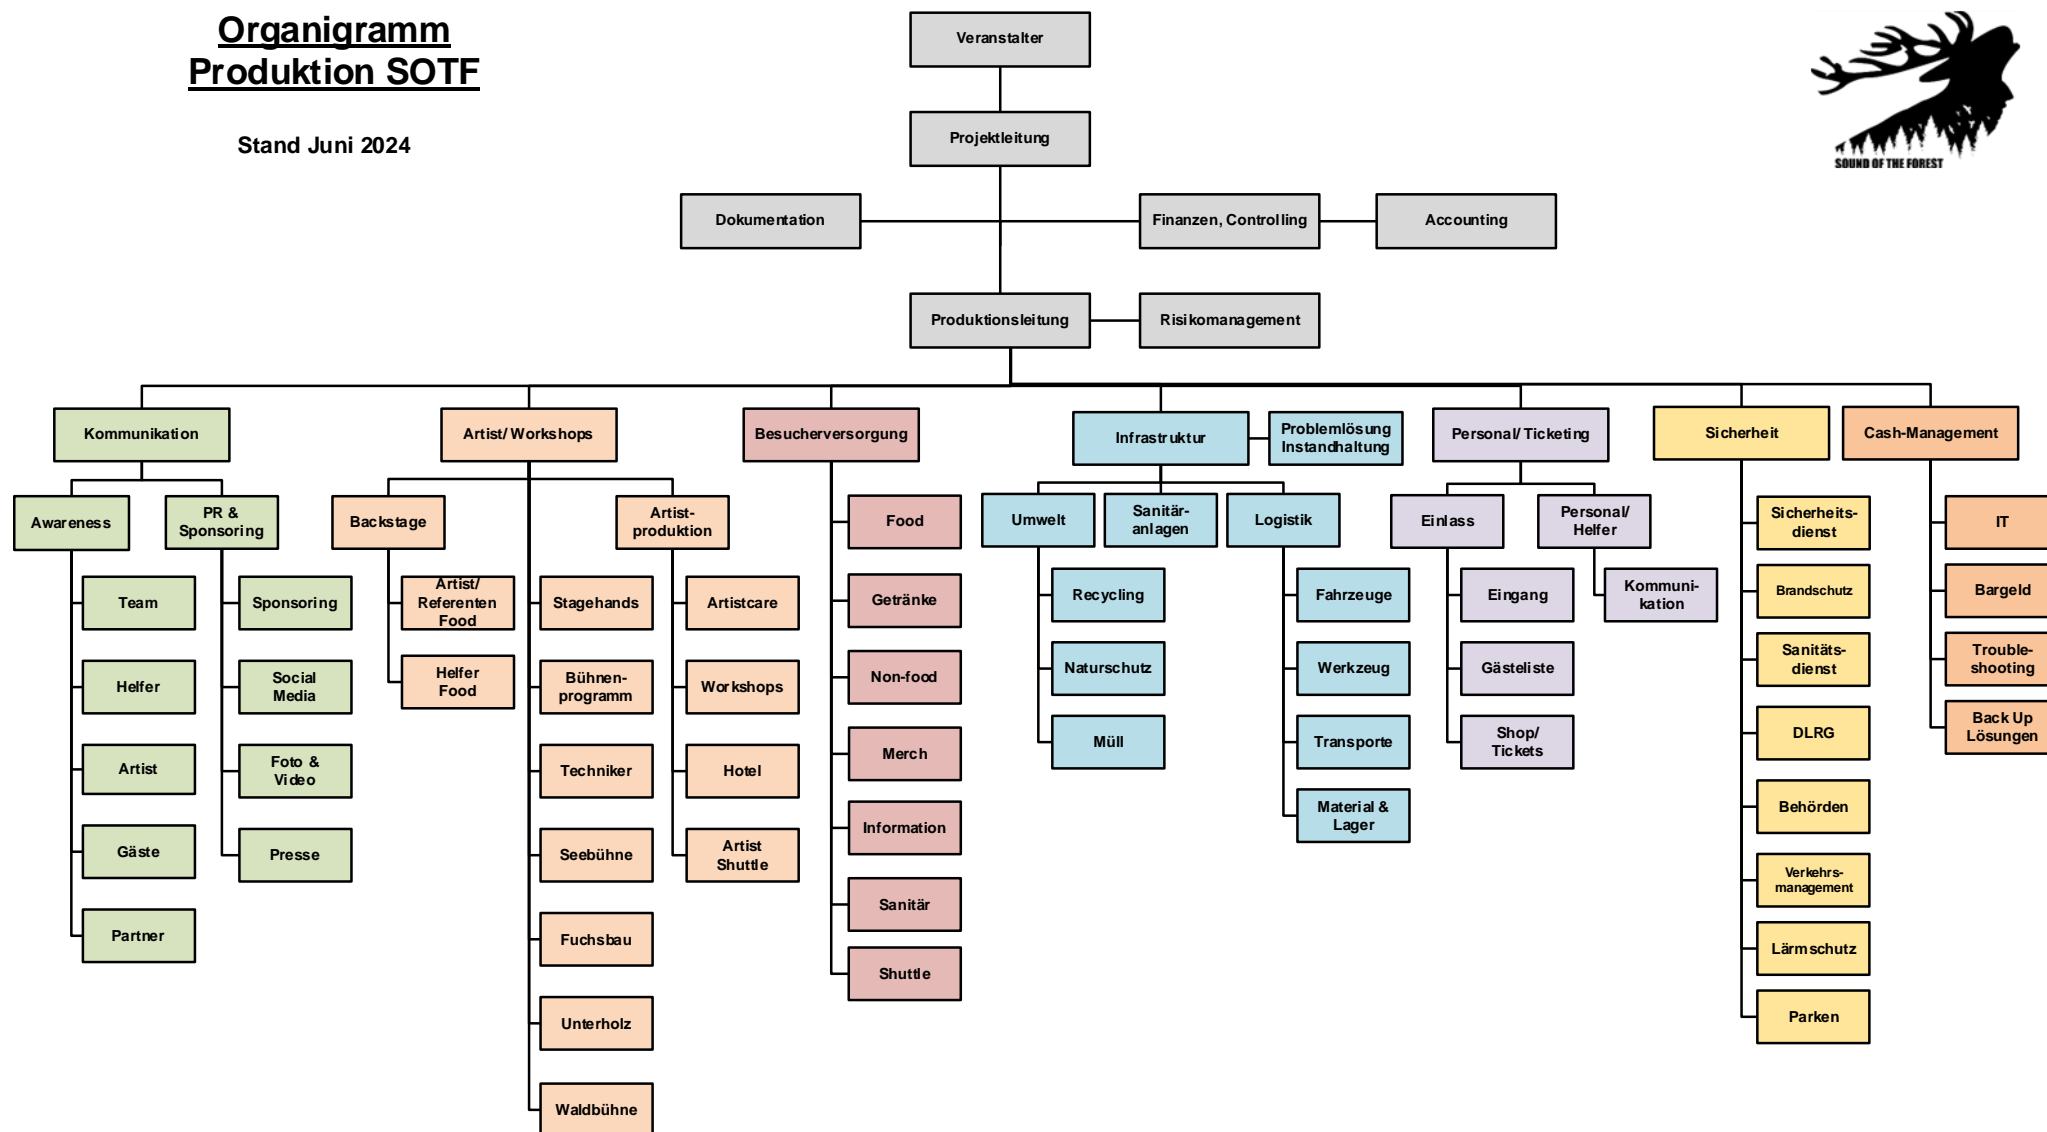 Organigramm
Produktion SOTF
Stand Juni 2024
SOUND OF THE FOREST
Veranstalter
Projektleitung
Dokumentation
Finanzen, Controlling
Accounting
Produktionsleitung
Risikomanagement
Kommunikation
Awareness
Team
Helfer
Artist
Gäste
Partner
PR &
Sponsoring
Sponsoring
Social
Media
Foto &
Video
Presse
Artist/ Workshops
Backstage
Artist/
Referenten
Food
Helfer
Food
Stagehands
Bühnen-
programm
Techniker
Seebühne
Fuchsbau
Unterholz
Waldbühne
Artist-
produktion
Artistcare
Workshops
Hotel
Artist
Shuttle
Besucherversorgung
Food
Getränke
Non-food
Merch
Information
Sanitär
Shuttle
Infrastruktur
Problemlösung
Instandhaltung
Umwelt
Recycling
Naturschutz
Müll
Sanitär-
anlagen
Logistik
Fahrzeuge
Werkzeug
Transporte
Material &
Lager
Personal/ Ticketing
Einlass
Eingang
Gästeliste
Shop/
Tickets
Personal/
Helfer
Kommuni-
kation
Sicherheit
Sicherheits-
dienst
Brandschutz
Sanitäts-
dienst
DLRG
Behörden
Verkehrs-
management
Lärmschutz
Parken
Cash-Management
IT
Bargeld
Trouble-
shooting
Back Up
Lösungen